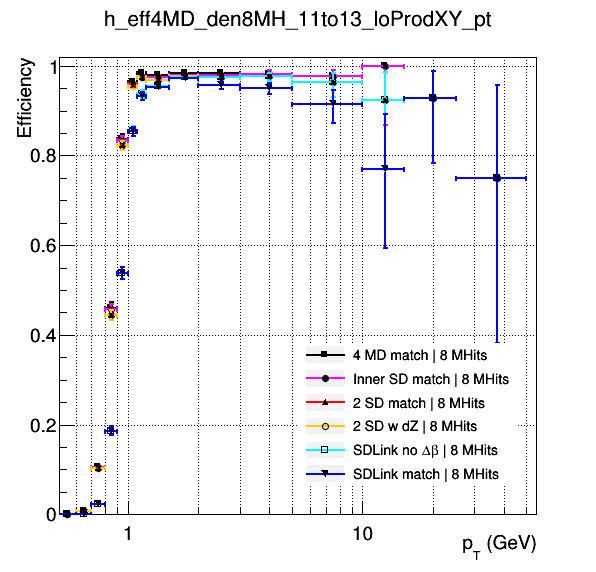 h_eff4MD_den8MH_11to13_loProdXY_pt
Efficiency
1
0.8
0.6
0.4
0.2
0
4 MD match | 8 MHits
Inner SD match | 8 MHits
2 SD match | 8 MHits
2 SD w dZ | 8 MHits
SDLink no Δβ | 8 MHits
SDLink match | 8 MHits
1
10
p_T (GeV)